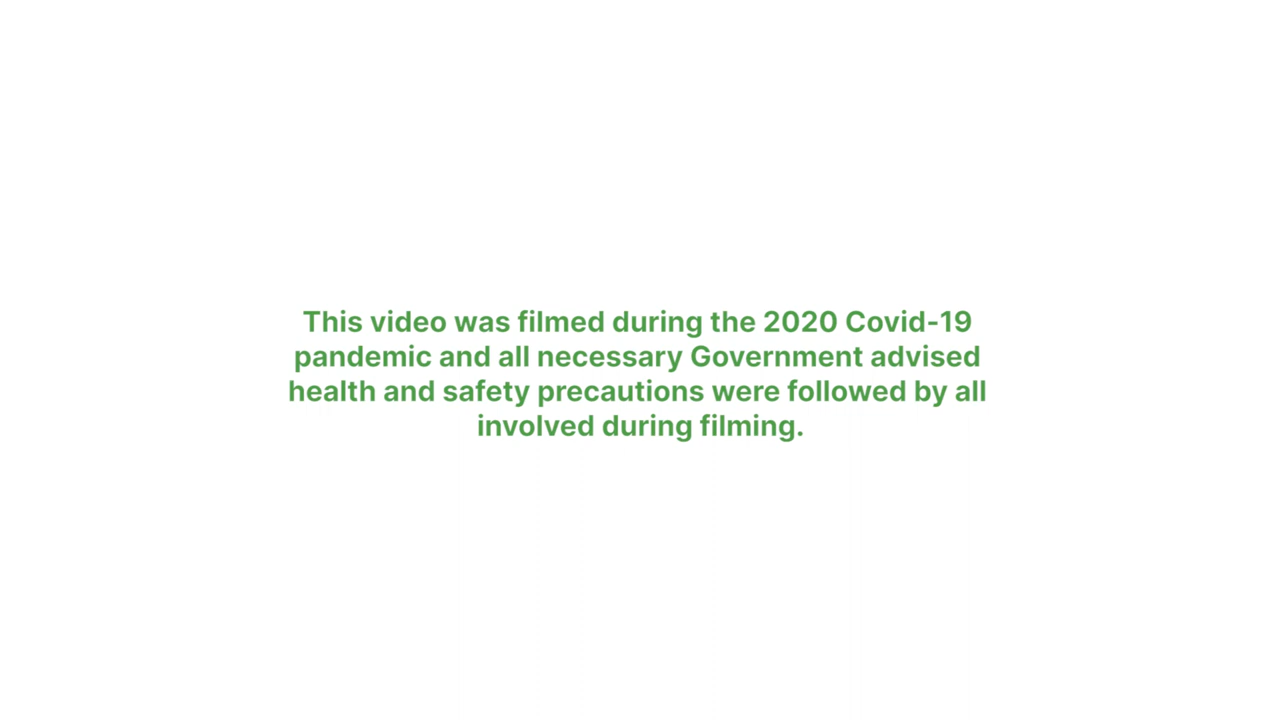 This video was filmed during the 2020 Covid-19
pandemic and all necessary Government advised
health and safety precautions were followed by all
involved during filming.